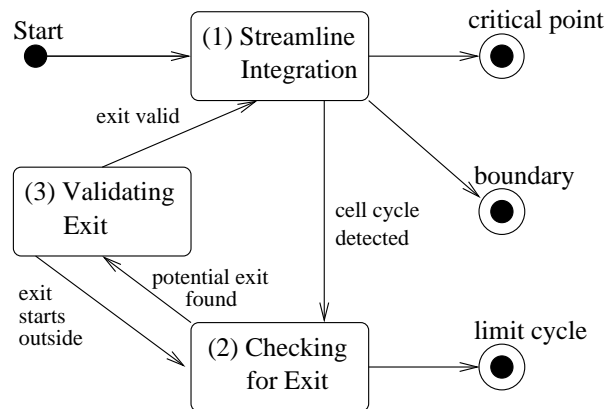 Start
(1) Streamline
Integration
critical point
exit valid
(3) Validating
Exit
boundary
cell cycle
detected
potential exit
found
exit
starts
outside
(2) Checking
for Exit
limit cycle